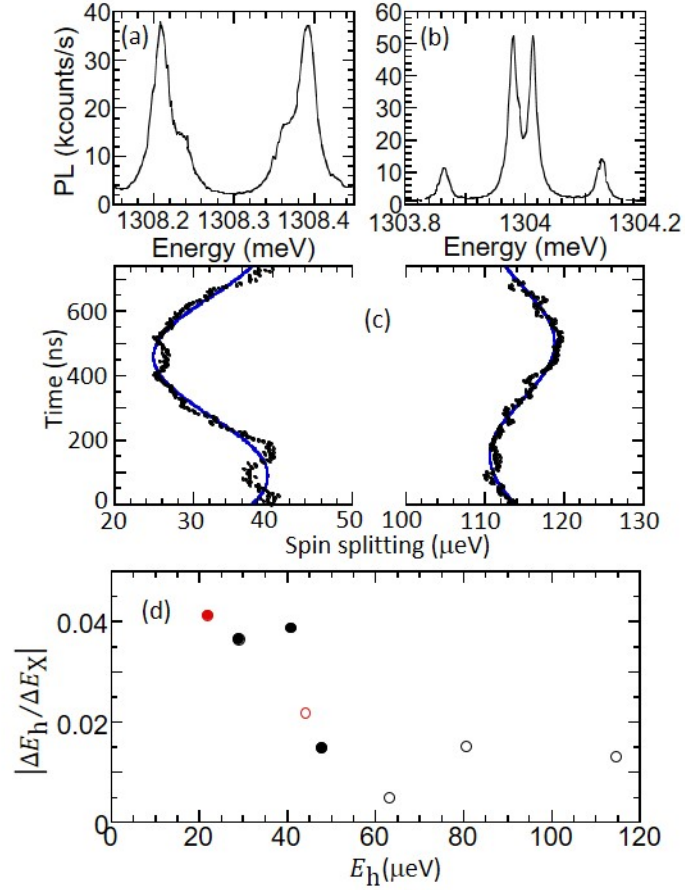 (a)
PL (kcounts/s)
40
30
20
10
0
1308.2 1308.3 1308.4
Energy (meV)
(b)
60
50
40
30
20
10
0
1303.8 1304 1304.2
Energy (meV)
(c)
Time (ns)
600
400
200
0
20 30 40 50
100 110 120 130
Spin splitting (μeV)
(d)
|ΔE_h/ΔE_X|
0.04
0.02
0
0 20 40 60 80 100 120
E_h(μeV)